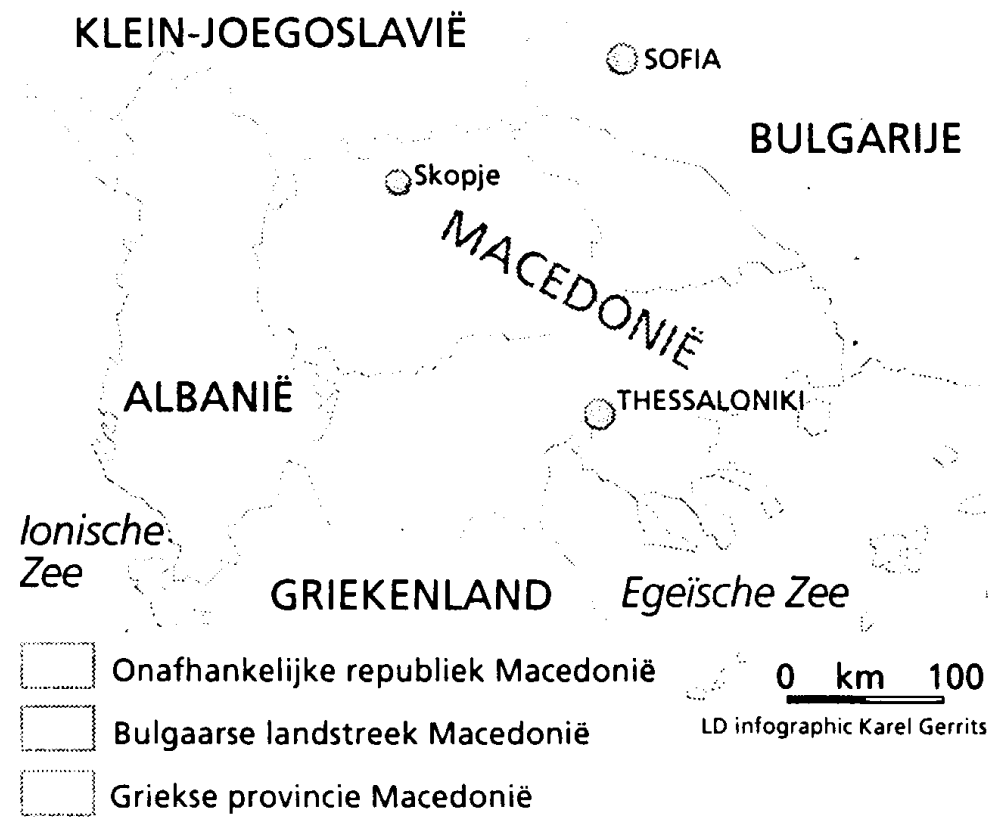 KLEIN-JOEGOSLAVIË
SOFIA
BULGARIJE
Skopje
MACEDONIË
ALBANIË
THESSALONIKI
Ionische
Zee
GRIEKENLAND
Egeïsche Zee
Onafhankelijke republiek Macedonië
0 km 100
LD infographic Karel Gerrits
Bulgaarse landstreek Macedonië
Griekse provincie Macedonië